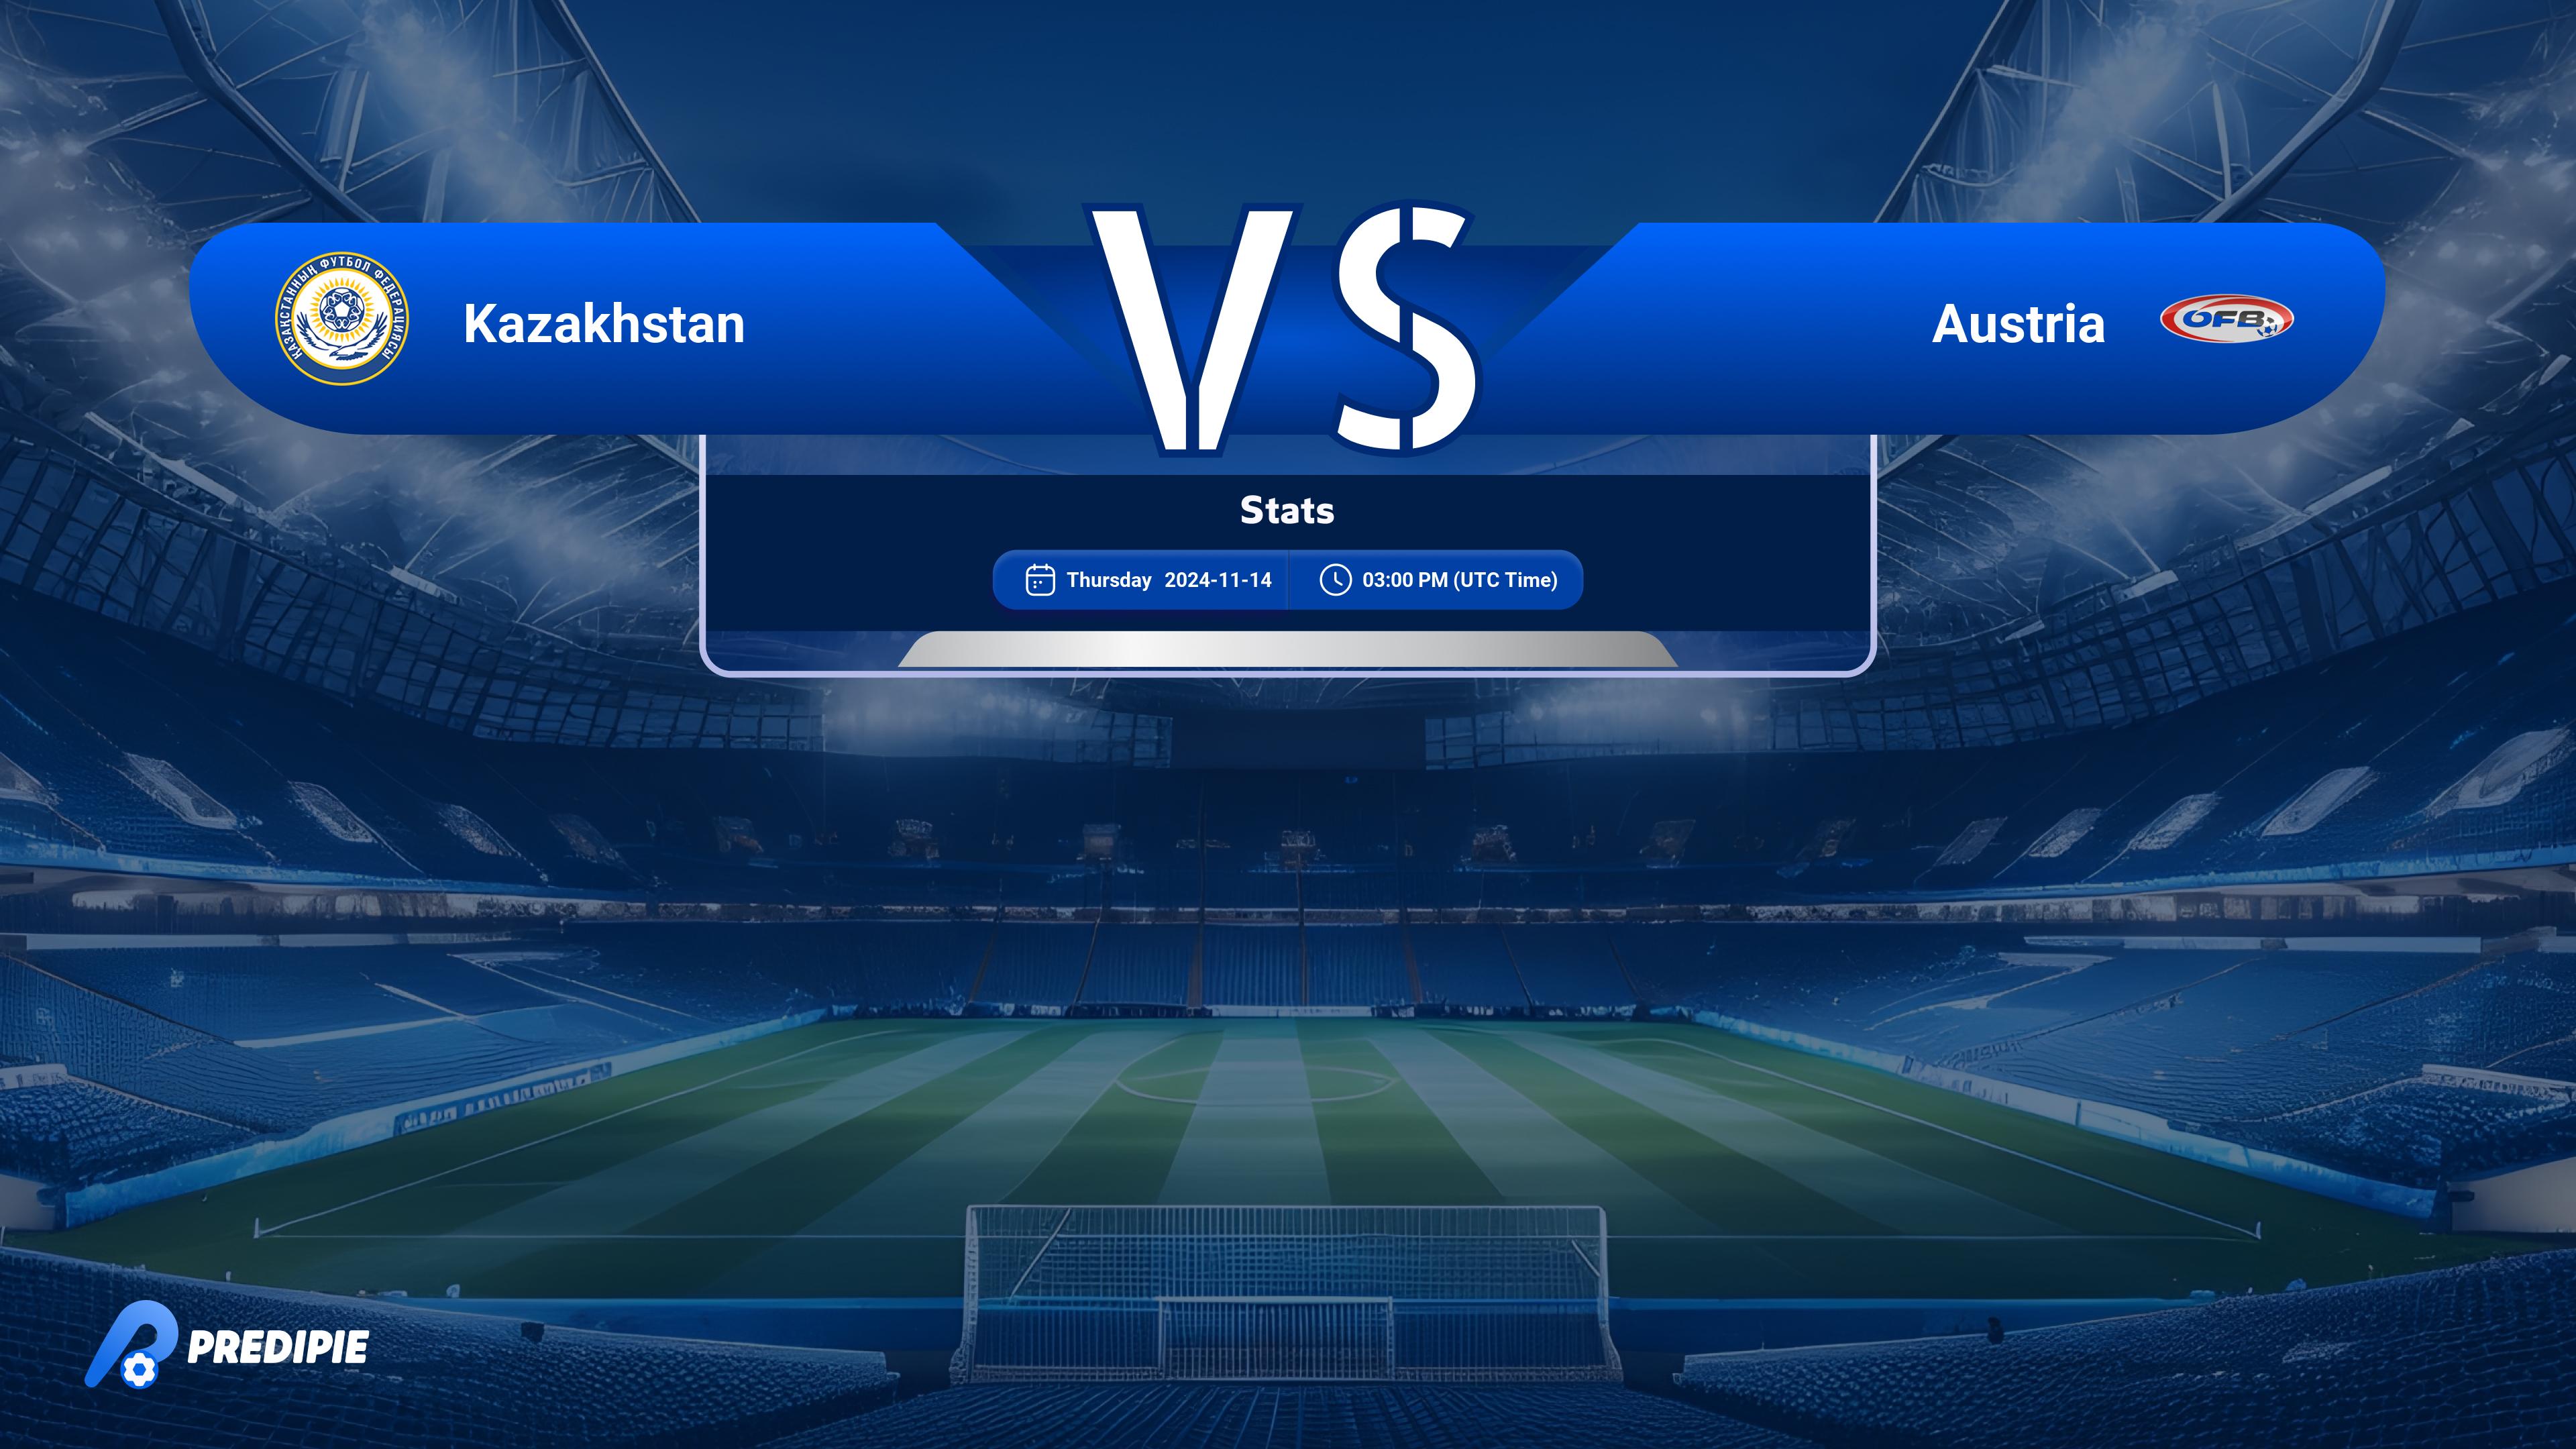 ҚАЗАҚСТАННЫҢ ФУТБОЛ ФЕДЕРАЦИЯСЫ
Kazakhstan
VS
Austria
ÖFB
Stats
Thursday 2024-11-14
03:00 PM (UTC Time)
PREDIPIE